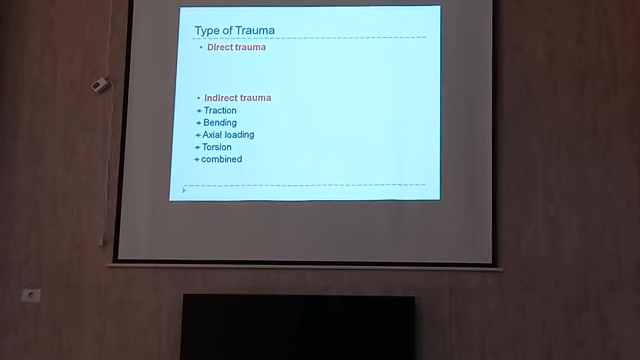 Type of Trauma
• DIrect trauma
• Indirect trauma
Traction
Bending
Axial loading
Torsion
combined